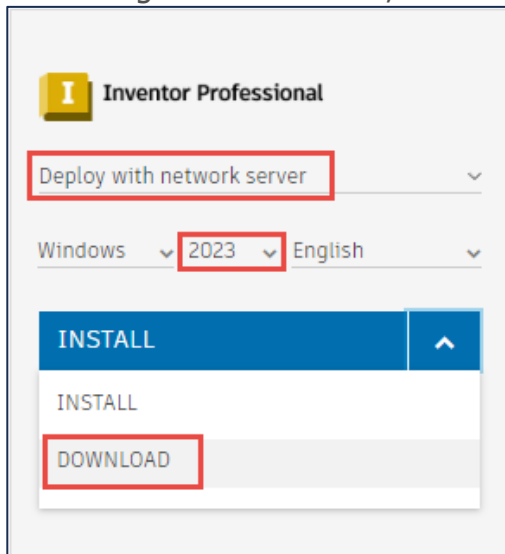 I Inventor Professional
Deploy with network server
Windows 2023 English
INSTALL
INSTALL
DOWNLOAD